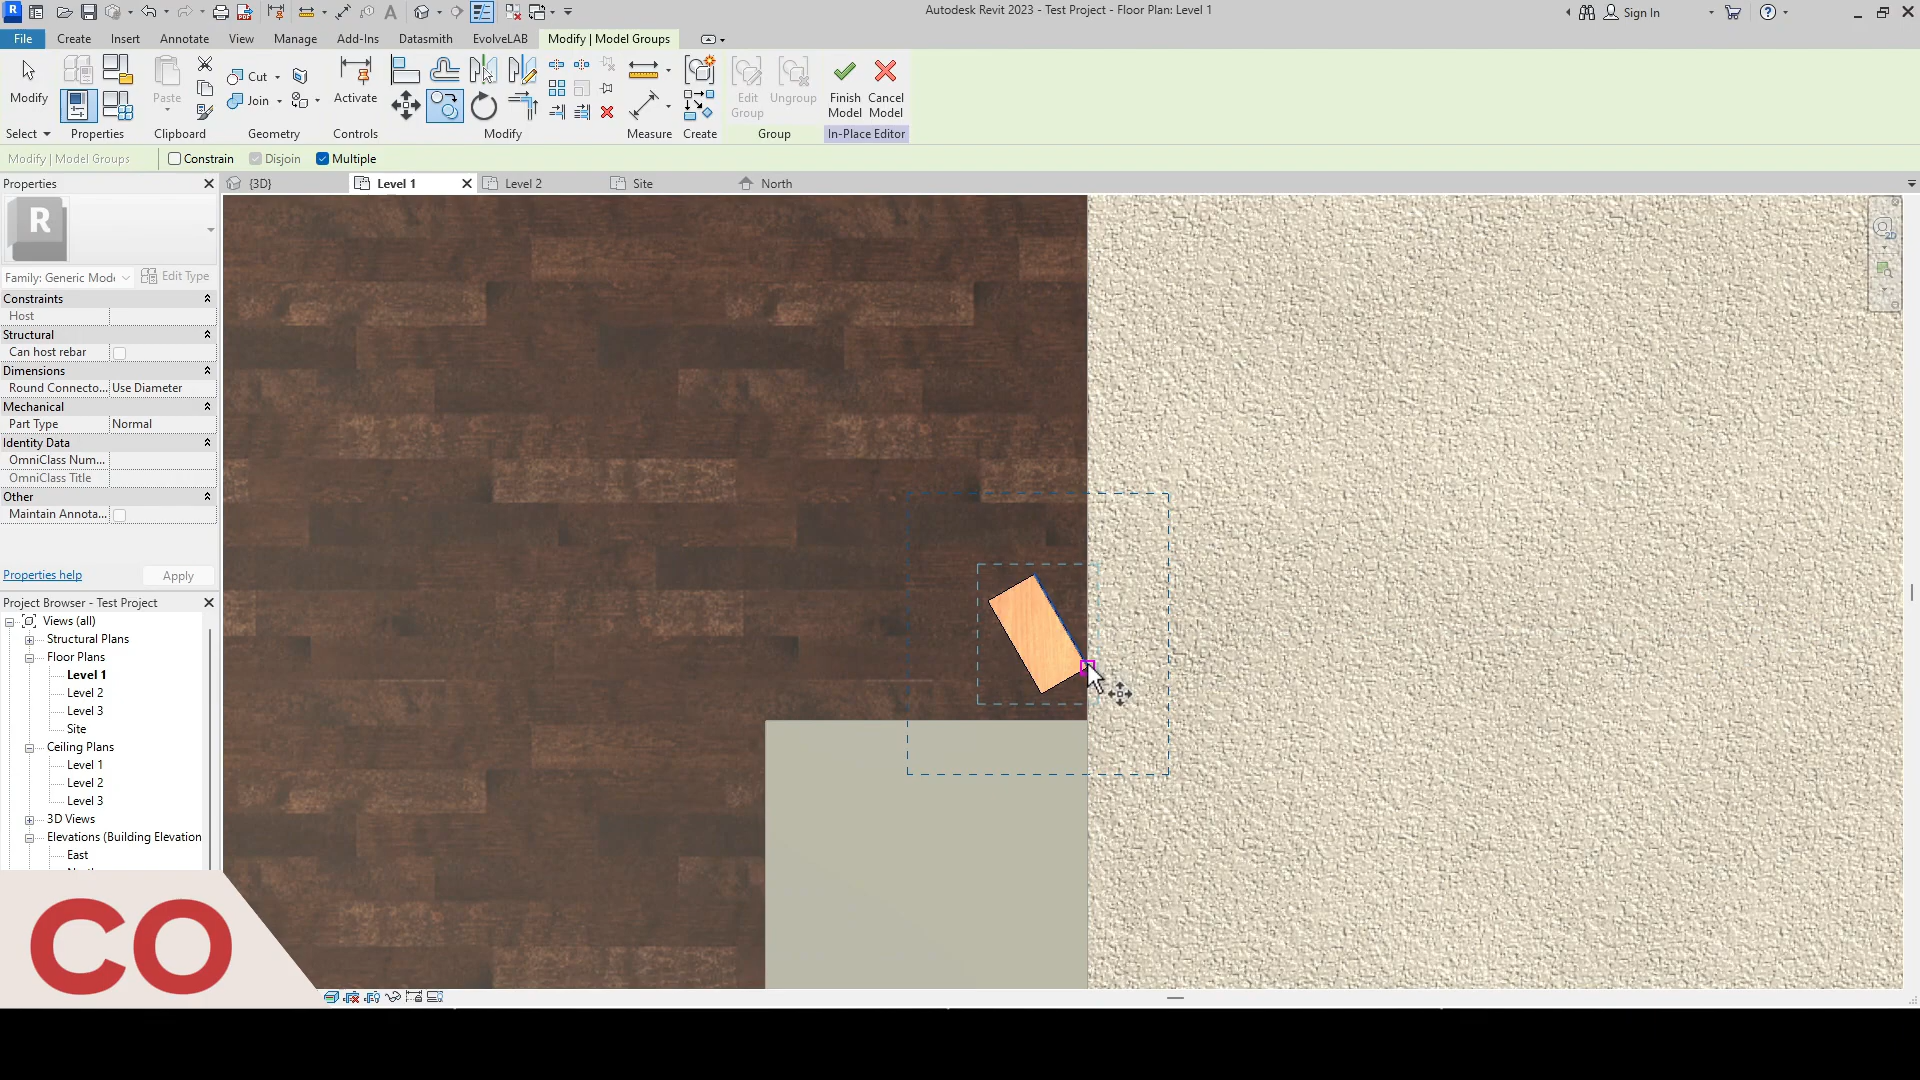 Autodesk Revit 2023 - Test Project - Floor Plan: Level 1
Sign In
File Create Insert Annotate View Manage Add-Ins Datasmith EvolveLAB Modify | Model Groups
Modify
Paste
Cut
Join
Activate
Edit Group
Ungroup
Finish Model
Cancel Model
Select Properties Clipboard Geometry Controls Modify Measure Create Group In-Place Editor
Modify | Model Groups Constrain Disjoin Multiple
Properties
{3D} Level 1 Level 2 Site North
R
2D
Family: Generic Mod Edit Type
Constraints
Host
Structural
Can host rebar
Dimensions
Round Connecto... Use Diameter
Mechanical
Part Type Normal
Identity Data
OmniClass Num...
OmniClass Title
Other
Maintain Annota...
Properties help Apply
Project Browser - Test Project
Views (all)
Structural Plans
Floor Plans
Level 1
Level 2
Level 3
Site
Ceiling Plans
Level 1
Level 2
Level 3
3D Views
Elevations (Building Elevation
East
CO